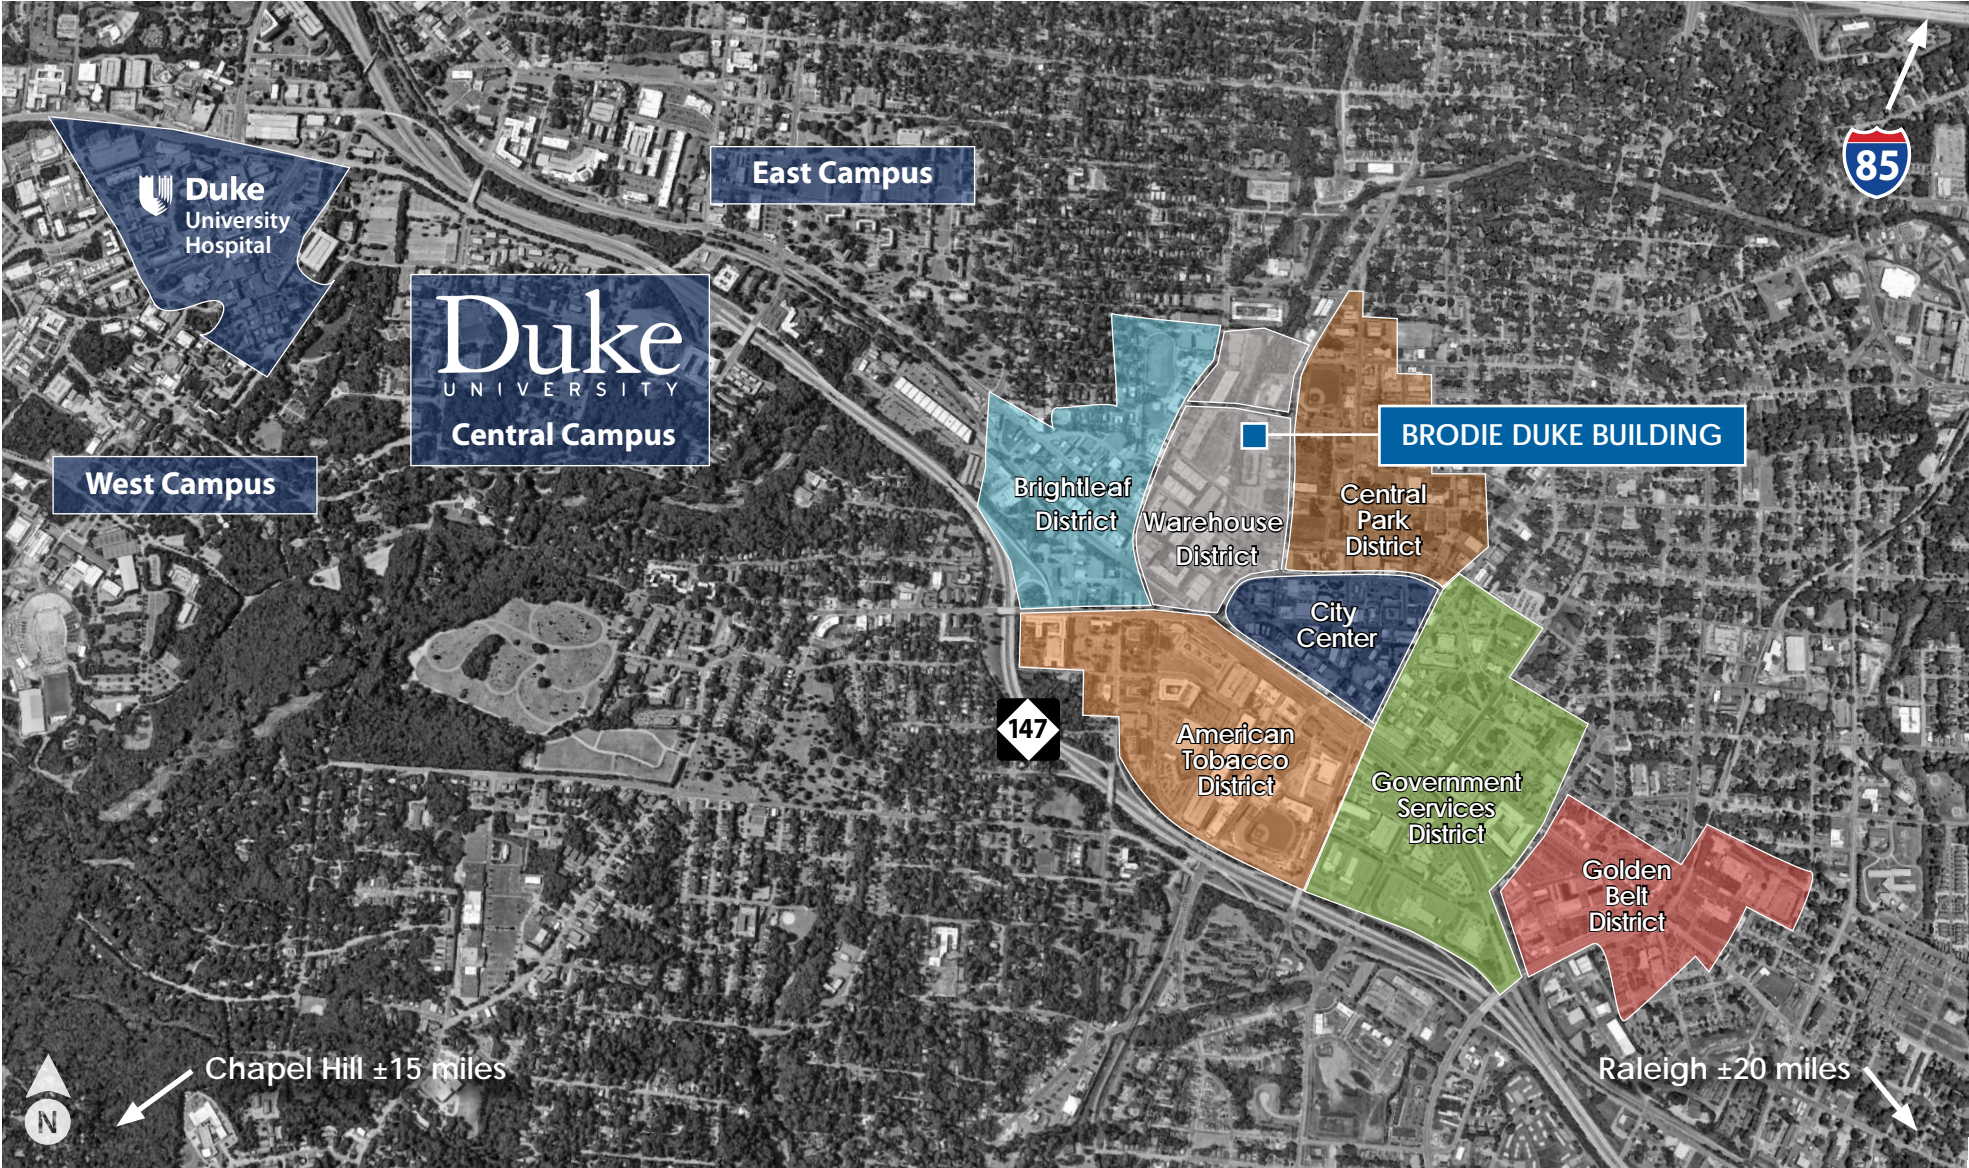 East Campus
85
Duke
University
Hospital
Duke
UNIVERSITY
Central Campus
BRODIE DUKE BUILDING
West Campus
Brightleaf
District
Warehouse
District
Central
Park
District
City
Center
147
American
Tobacco
District
Government
Services
District
Golden
Belt
District
Chapel Hill ±15 miles
Raleigh ±20 miles
N